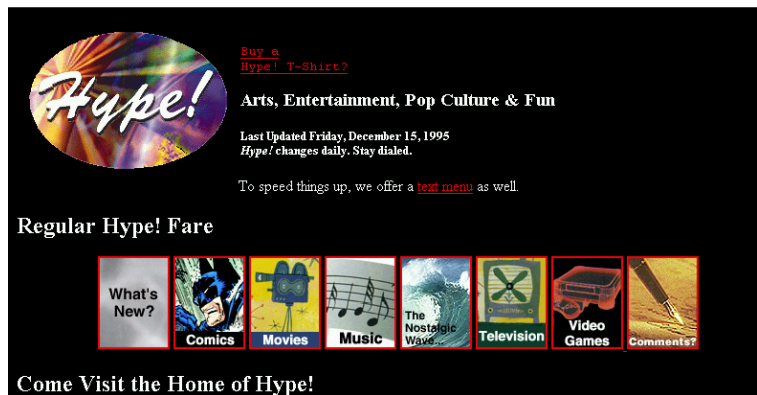 Hype!
Buy a
Hype! T-Shirt?
Arts, Entertainment, Pop Culture & Fun
Last Updated Friday, December 15, 1995
Hype! changes daily. Stay dialed.
To speed things up, we offer a text menu as well.
Regular Hype! Fare
What's
New?
Comics
Movies
Music
The
Nostalgic
Wave...
Television
Video
Games
Comments?
Come Visit the Home of Hype!